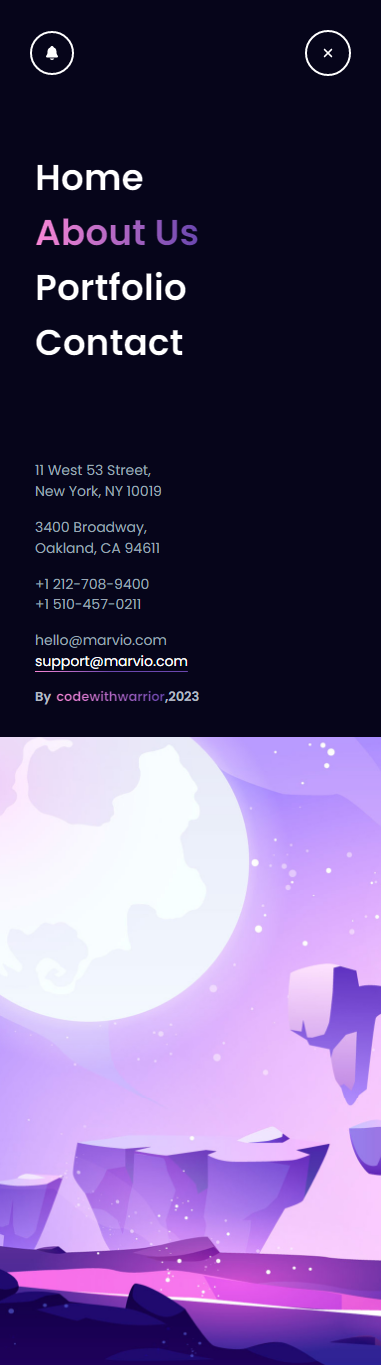 Home
About Us
Portfolio
Contact
11 West 53 Street,
New York, NY 10019
3400 Broadway,
Oakland, CA 94611
+1 212-708-9400
+1 510-457-0211
hello@marvio.com
support@marvio.com
By codewithwarrior,2023